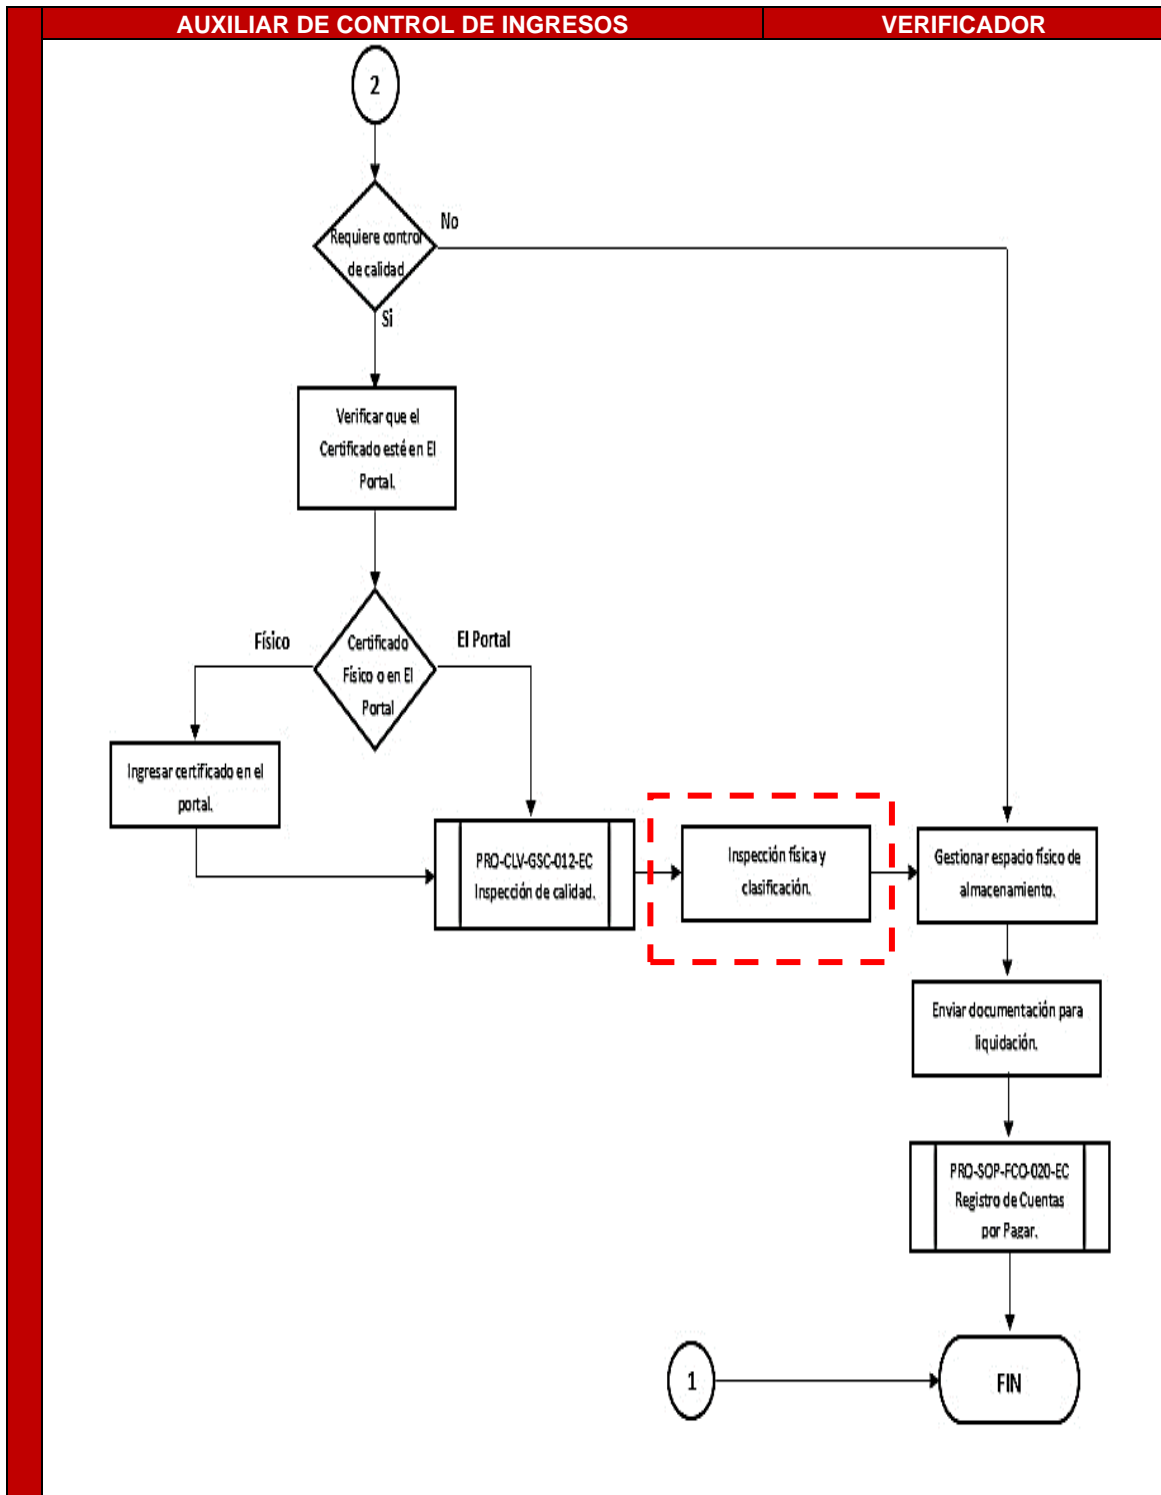 AUXILIAR DE CONTROL DE INGRESOS
VERIFICADOR
2
Requiere control
de calidad
No
Si
Verificar que el
Certificado esté en El
Portal.
Certificado
Físico o en El
Portal
Físico
El Portal
Ingresar certificado en el
portal.
PRO-CLV-GSC-012-EC
Inspección de calidad.
Inspección física y
clasificación.
Gestionar espacio físico de
almacenamiento.
Enviar documentación para
liquidación.
PRO-SOP-FCO-020-EC
Registro de Cuentas
por Pagar.
1
FIN